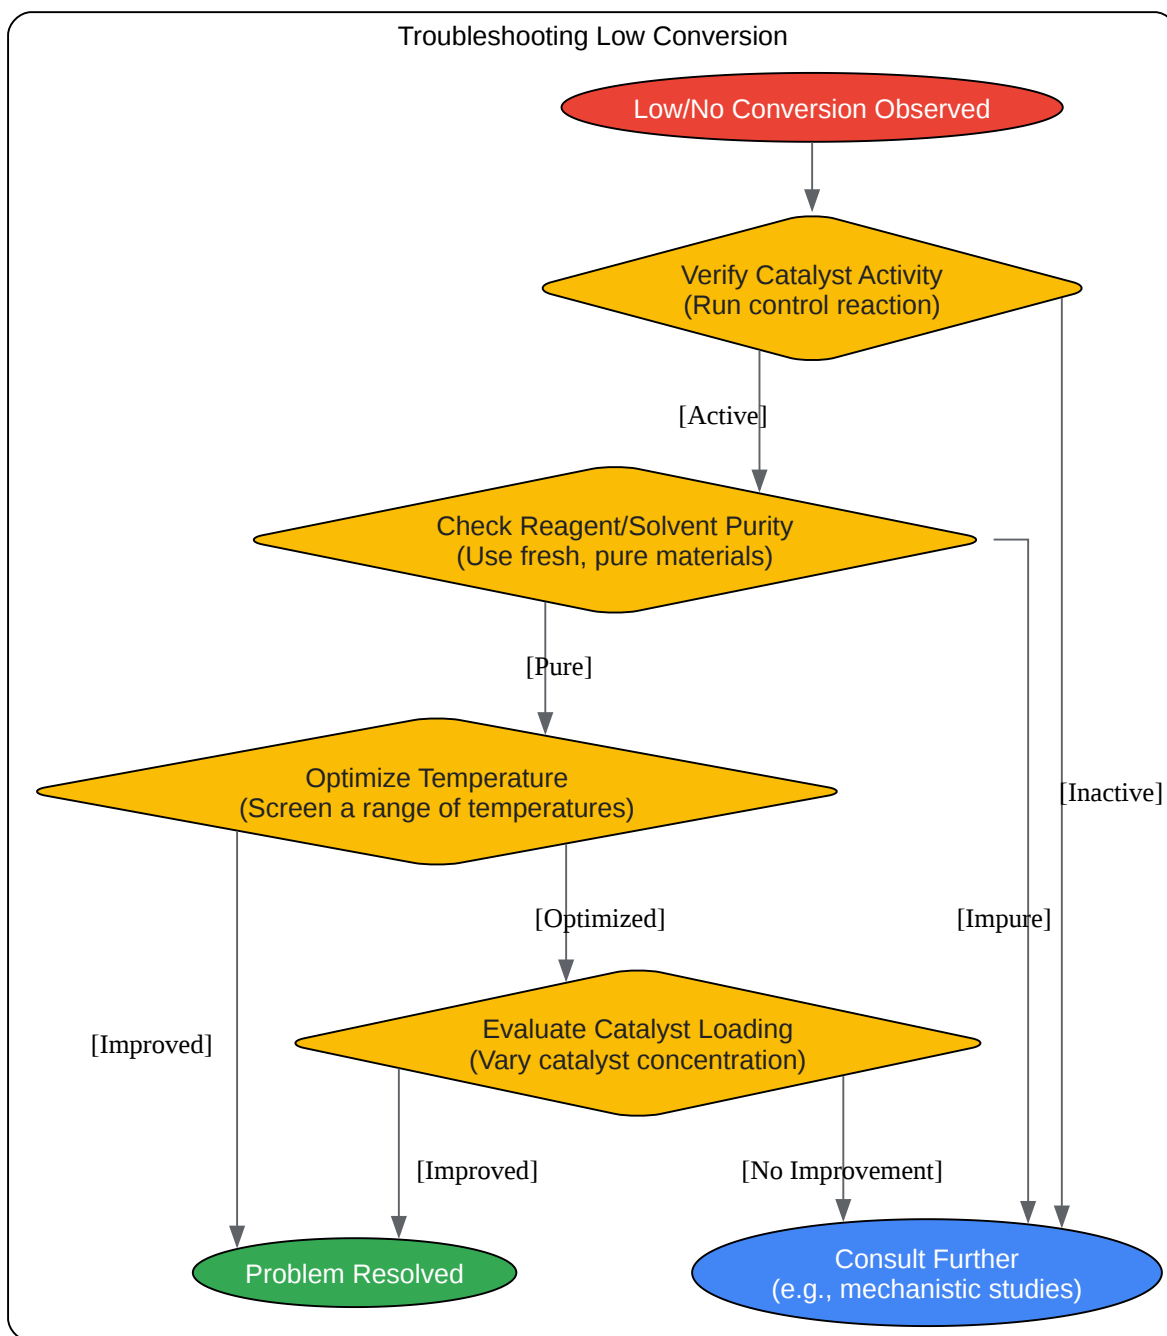 Troubleshooting Low Conversion
Low/No Conversion Observed
Verify Catalyst Activity
(Run control reaction)
[Active]
Check Reagent/Solvent Purity
(Use fresh, pure materials)
[Pure]
Optimize Temperature
(Screen a range of temperatures)
[Inactive]
[Optimized]
[Impure]
Evaluate Catalyst Loading
(Vary catalyst concentration)
[Improved]
[Improved]
[No Improvement]
Problem Resolved
Consult Further
(e.g., mechanistic studies)